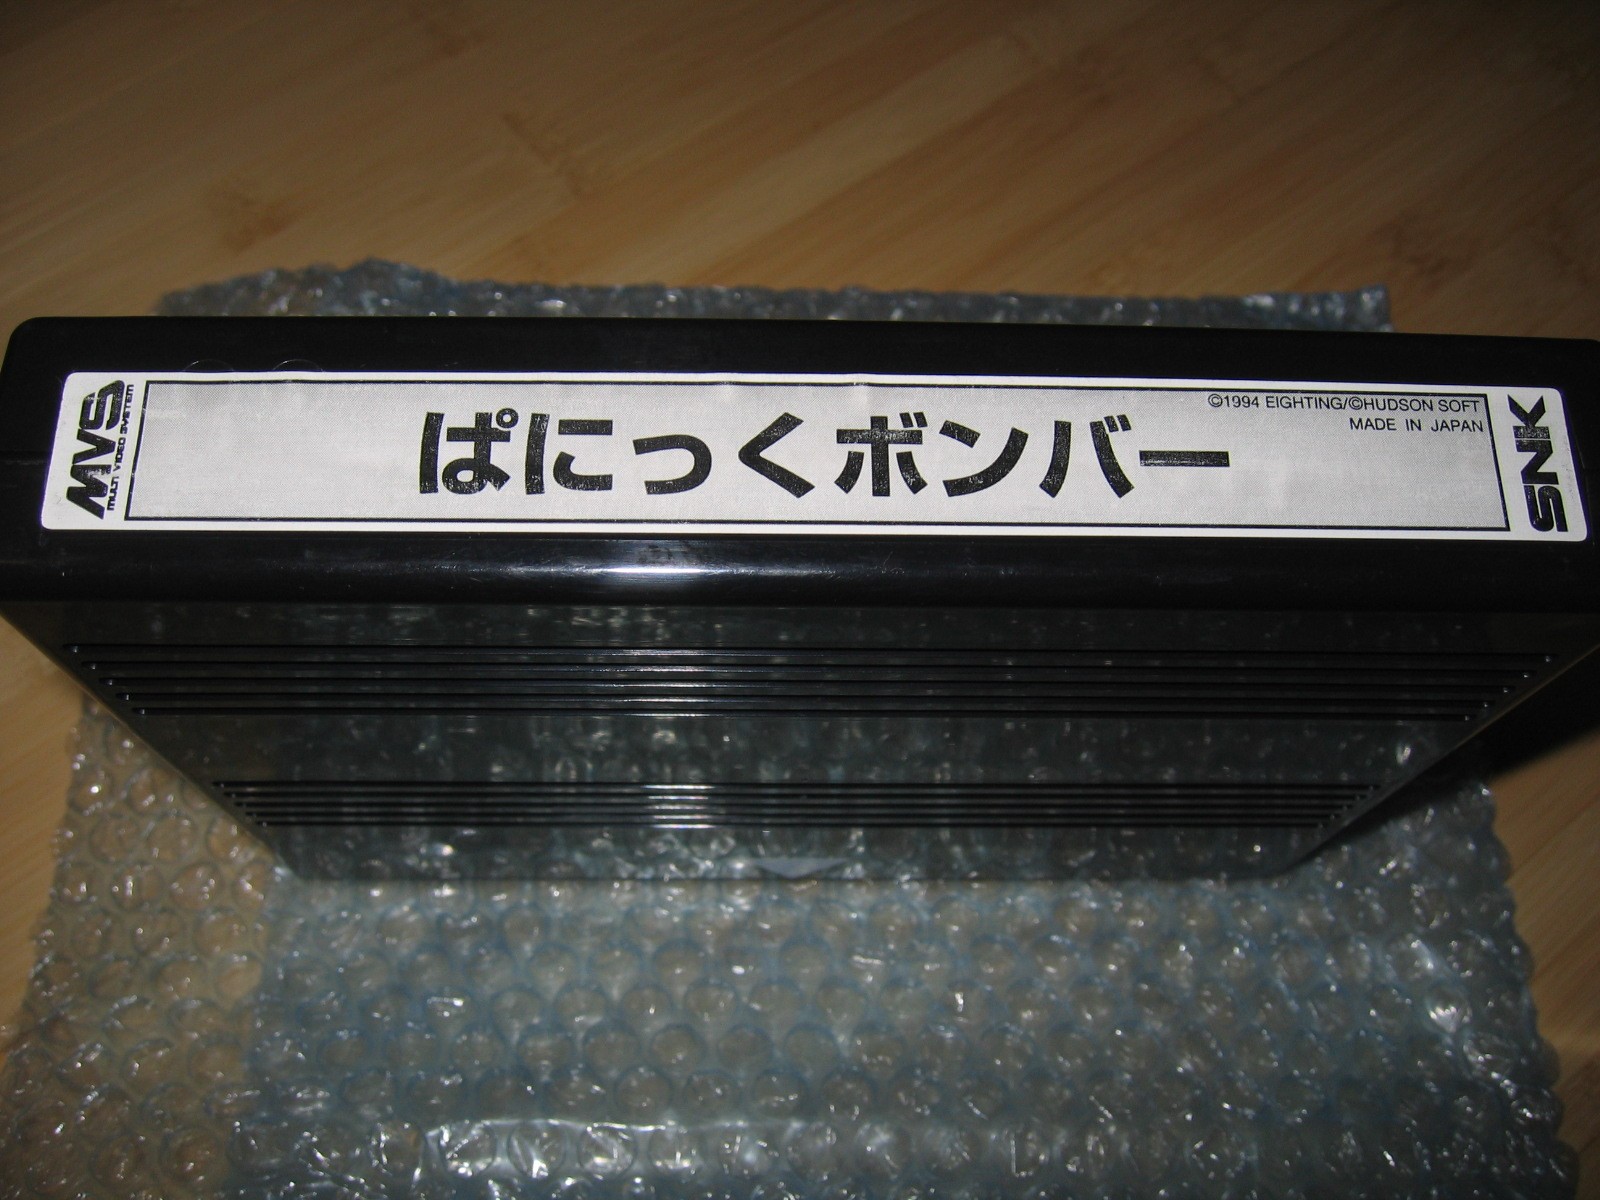 MVS
MULTI VIDEO SYSTEM
ぱにっくボンバー
©1994 EIGHTING/©HUDSON SOFT
MADE IN JAPAN
SNK